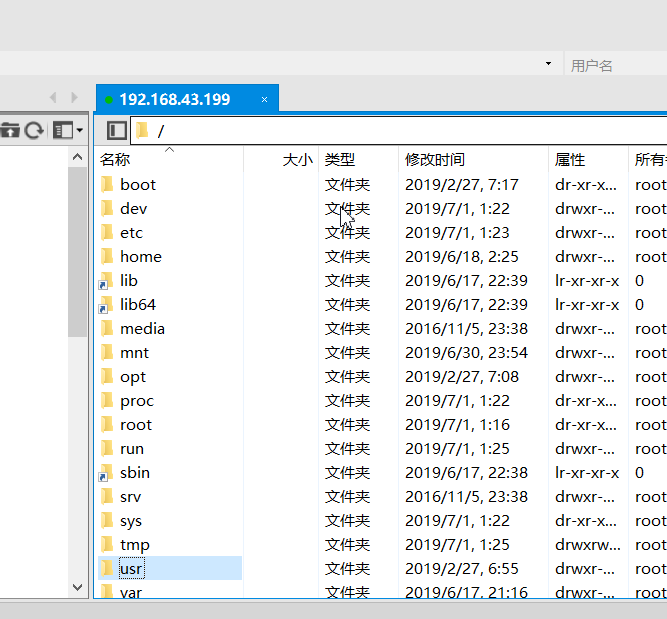 用户名
192.168.43.199 ×
/
名称 大小 类型 修改时间 属性 所有
boot 文件夹 2019/2/27, 7:17 dr-xr-x... root
dev 文件夹 2019/7/1, 1:22 drwxr-... root
etc 文件夹 2019/7/1, 1:23 drwxr-... root
home 文件夹 2019/6/18, 2:25 drwxr-... root
lib 文件夹 2019/6/17, 22:39 lr-xr-xr-x 0
lib64 文件夹 2019/6/17, 22:39 lr-xr-xr-x 0
media 文件夹 2016/11/5, 23:38 drwxr-... root
mnt 文件夹 2019/6/30, 23:54 drwxr-... root
opt 文件夹 2019/2/27, 7:08 drwxr-... root
proc 文件夹 2019/7/1, 1:22 dr-xr-x... root
root 文件夹 2019/7/1, 1:16 dr-xr-x... root
run 文件夹 2019/7/1, 1:25 drwxr-... root
sbin 文件夹 2019/6/17, 22:38 lr-xr-xr-x 0
srv 文件夹 2016/11/5, 23:38 drwxr-... root
sys 文件夹 2019/7/1, 1:22 dr-xr-x... root
tmp 文件夹 2019/7/1, 1:25 drwxrw... root
usr 文件夹 2019/2/27, 6:55 drwxr-... root
var 文件夹 2019/6/17, 21:16 drwxr-... root